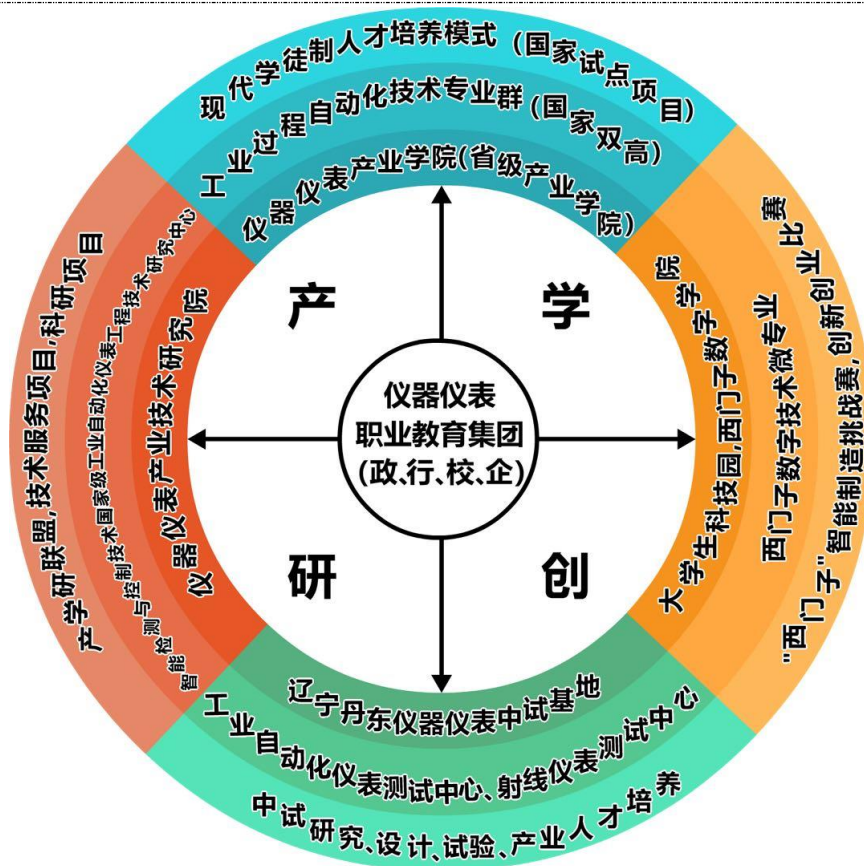 现代学徒制人才培养模式（国家试点项目）
工业过程自动化技术专业群（国家双高）
仪器仪表产业学院(省级产业学院)
产学研联盟,技术服务项目,科研项目
智能检测与控制技术国家级工业自动化仪表工程技术研究中心
仪器仪表产业技术研究院
产
学
仪器仪表
职业教育集团
(政、行、校、企)
研
创
大学生科技园,西门子数字学院
西门子数字技术微专业
"西门子"智能制造挑战赛,创新创业比赛
辽宁丹东仪器仪表中试基地
工业自动化仪表测试中心、射线仪表测试中心
中试研究、设计、试验、产业人才培养